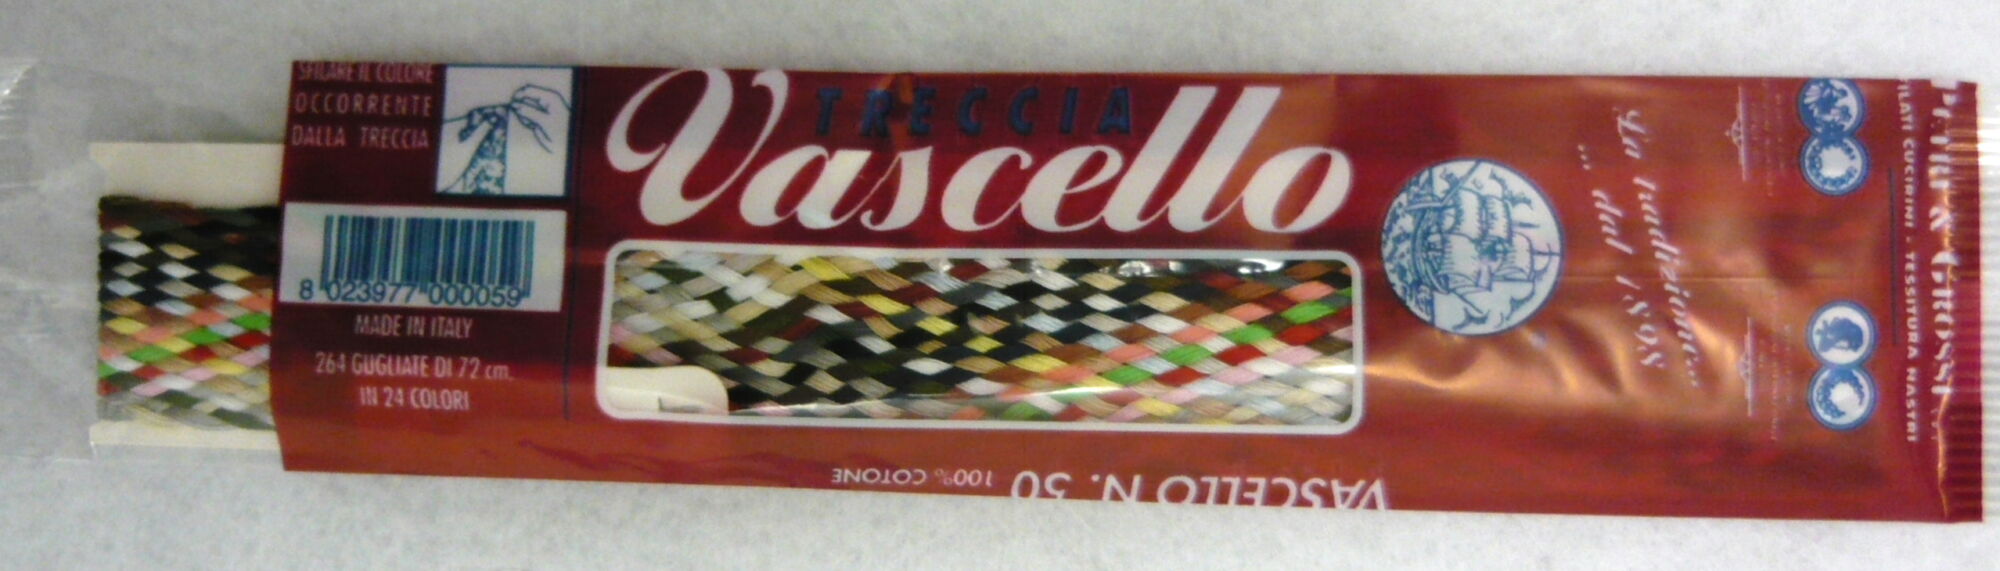 SFILARE IL COLORE
OCCORRENTE
DALLA TRECCIA
8 023977 000059
MADE IN ITALY
264 GUGLIATE DI 72 cm.
IN 24 COLORI
TRECCIA
Vascello
VASCELLO N. 50 100% COTONE
La tradizione
... dal 1898
GROSSI
FILATI CUCIRINI - TESSITURA NASTRI